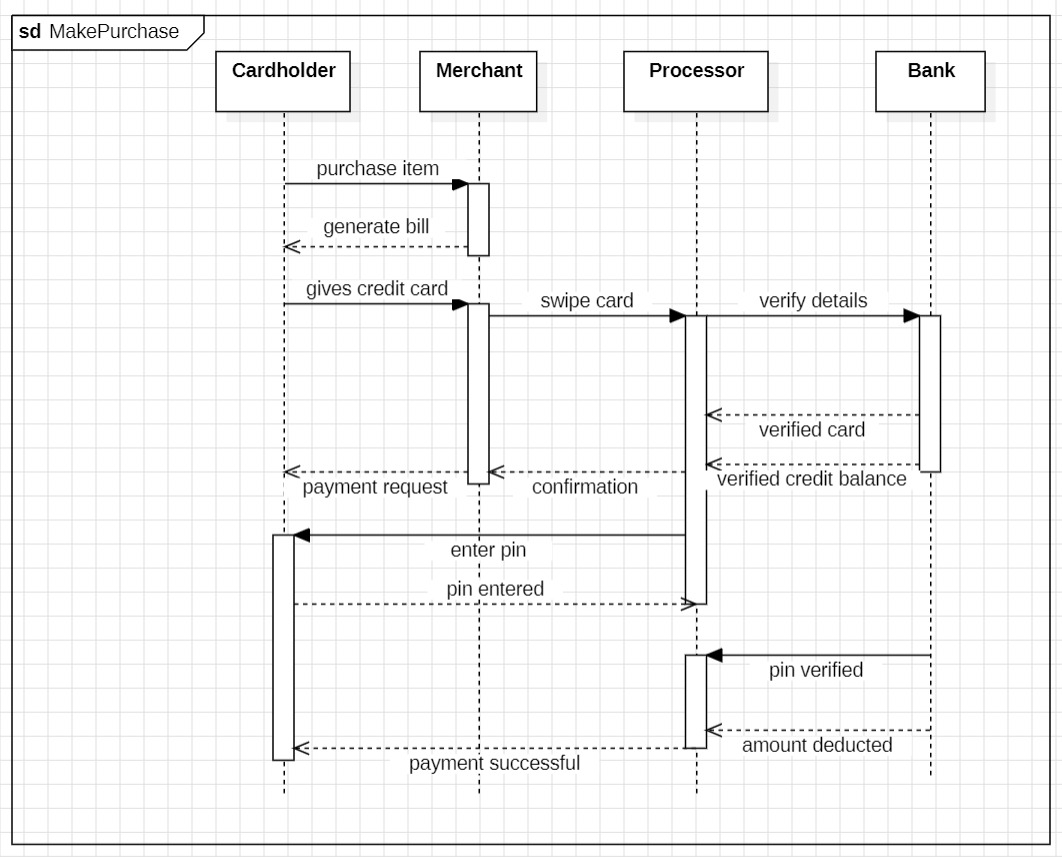 sd MakePurchase
Cardholder
Merchant
Processor
Bank
purchase item
generate bill
gives credit card
swipe card
verify details
verified card
verified credit balance
payment request
confirmation
enter pin
pin entered
pin verified
amount deducted
payment successful